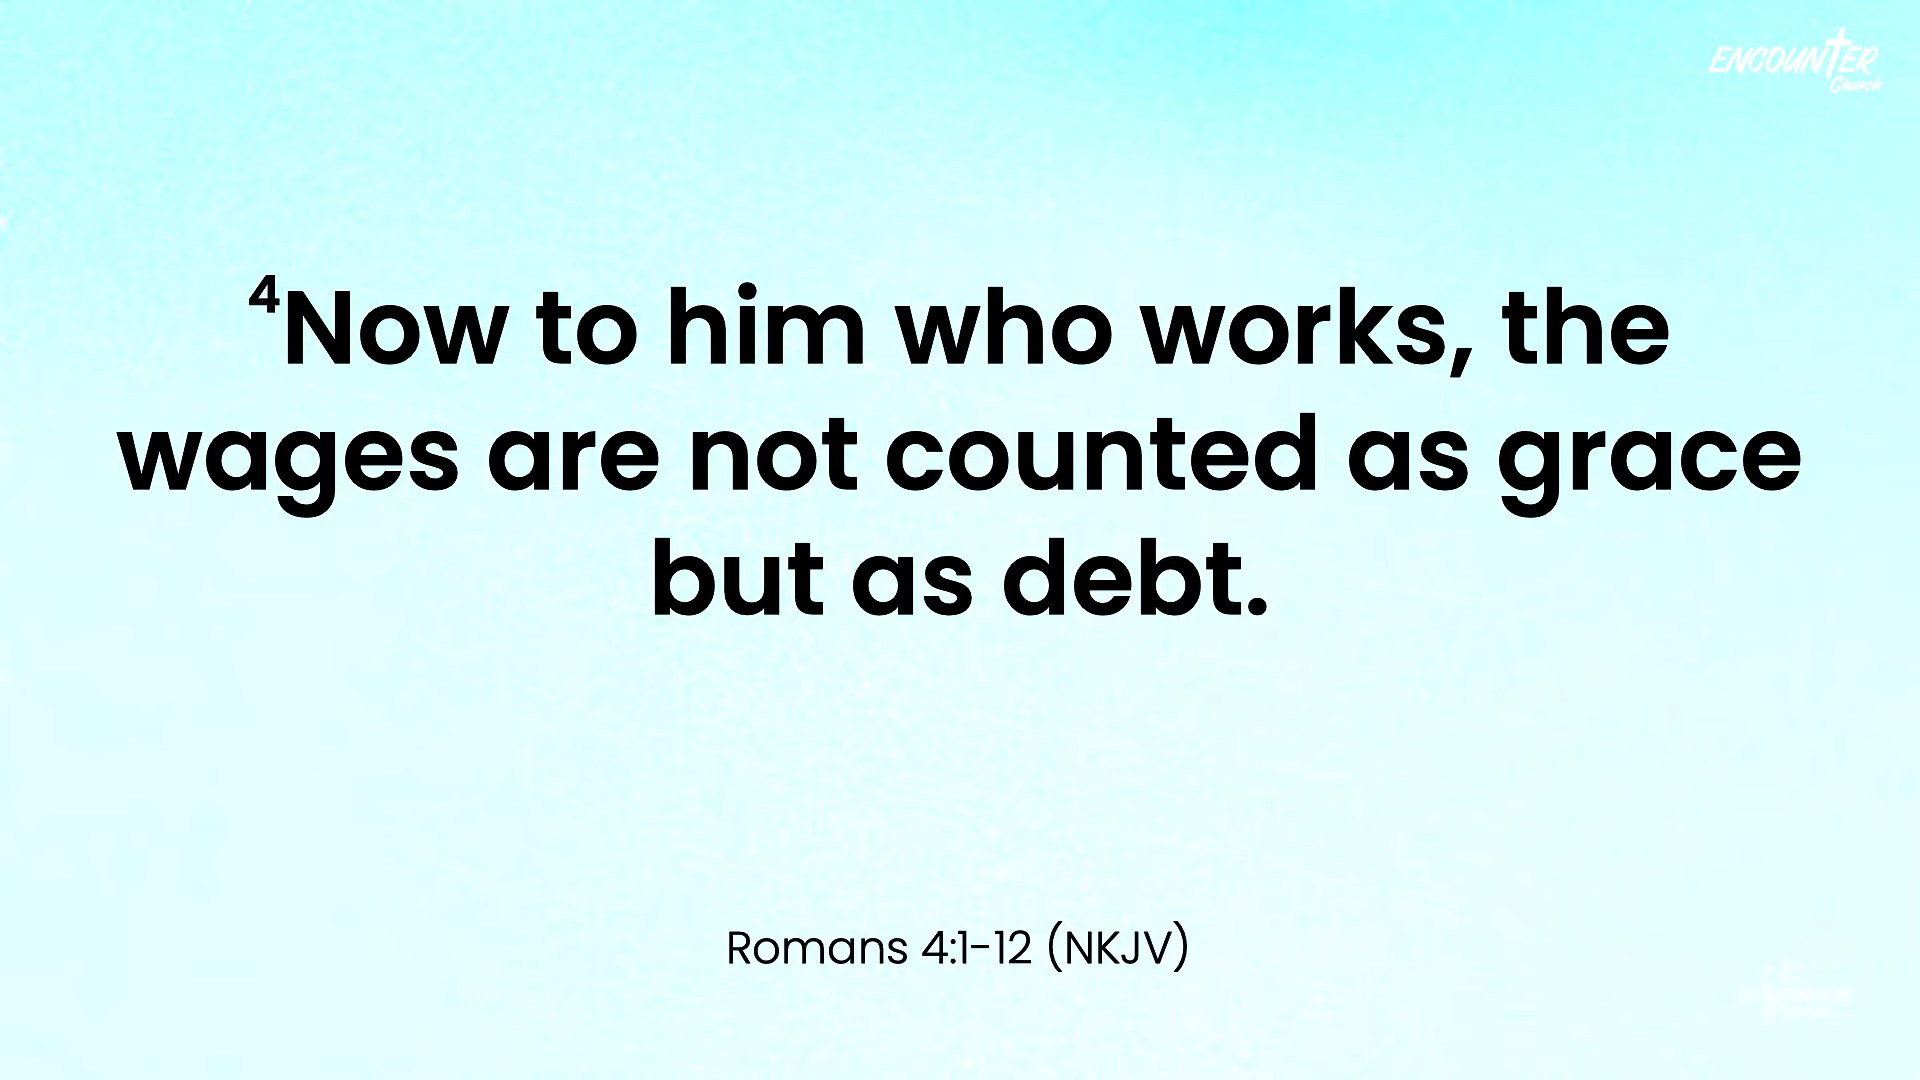 ENCOUNTER
Church
⁴Now to him who works, the
wages are not counted as grace
but as debt.
Romans 4:1-12 (NKJV)